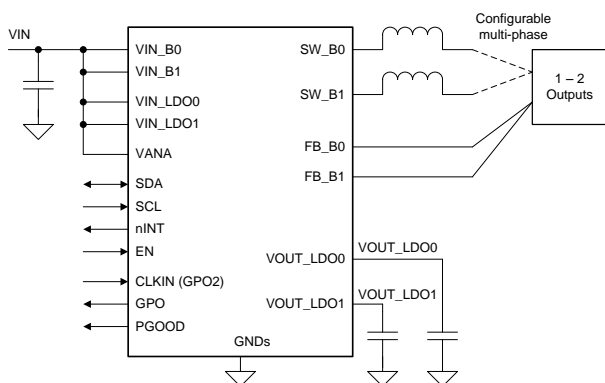 VIN
VIN_B0
VIN_B1
VIN_LDO0
VIN_LDO1
VANA
SDA
SCL
nINT
EN
CLKIN (GPO2)
GPO
PGOOD
GNDs
SW_B0
SW_B1
FB_B0
FB_B1
VOUT_LDO0
VOUT_LDO1
VOUT_LDO0
VOUT_LDO1
Configurable
multi-phase
1 – 2
Outputs